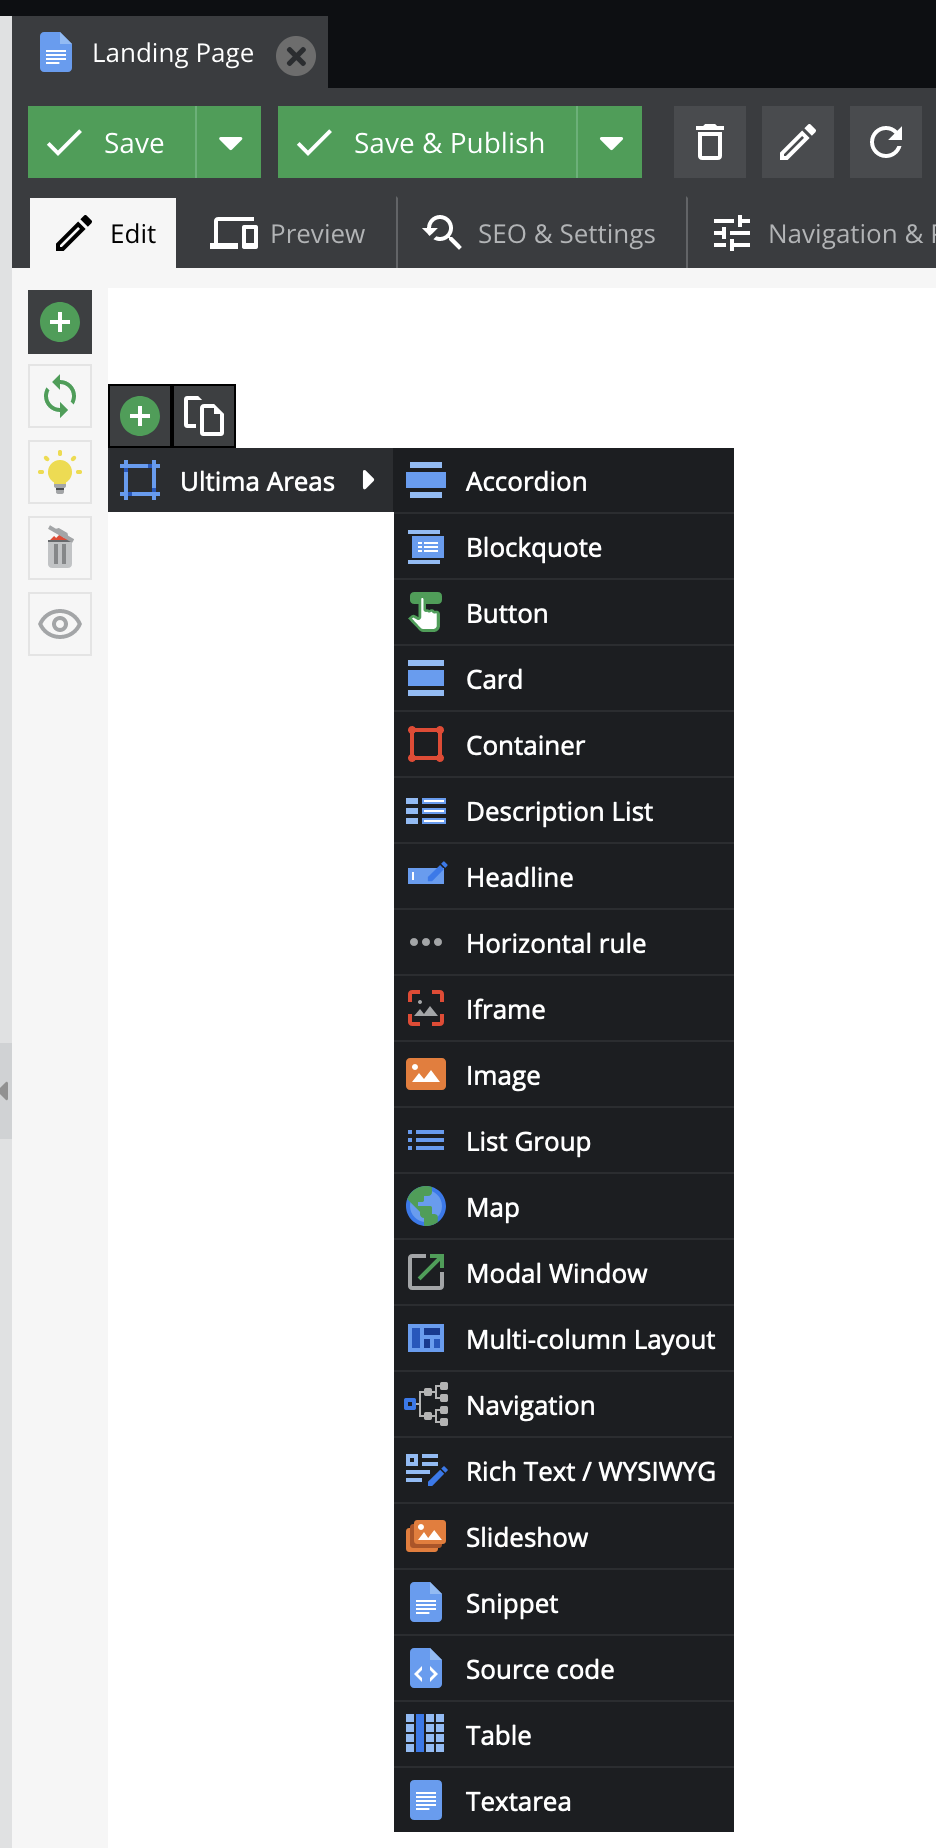 Landing Page
Save
Save & Publish
Edit
Preview
SEO & Settings
Navigation &
Ultima Areas
Accordion
Blockquote
Button
Card
Container
Description List
Headline
Horizontal rule
Iframe
Image
List Group
Map
Modal Window
Multi-column Layout
Navigation
Rich Text / WYSIWYG
Slideshow
Snippet
Source code
Table
Textarea